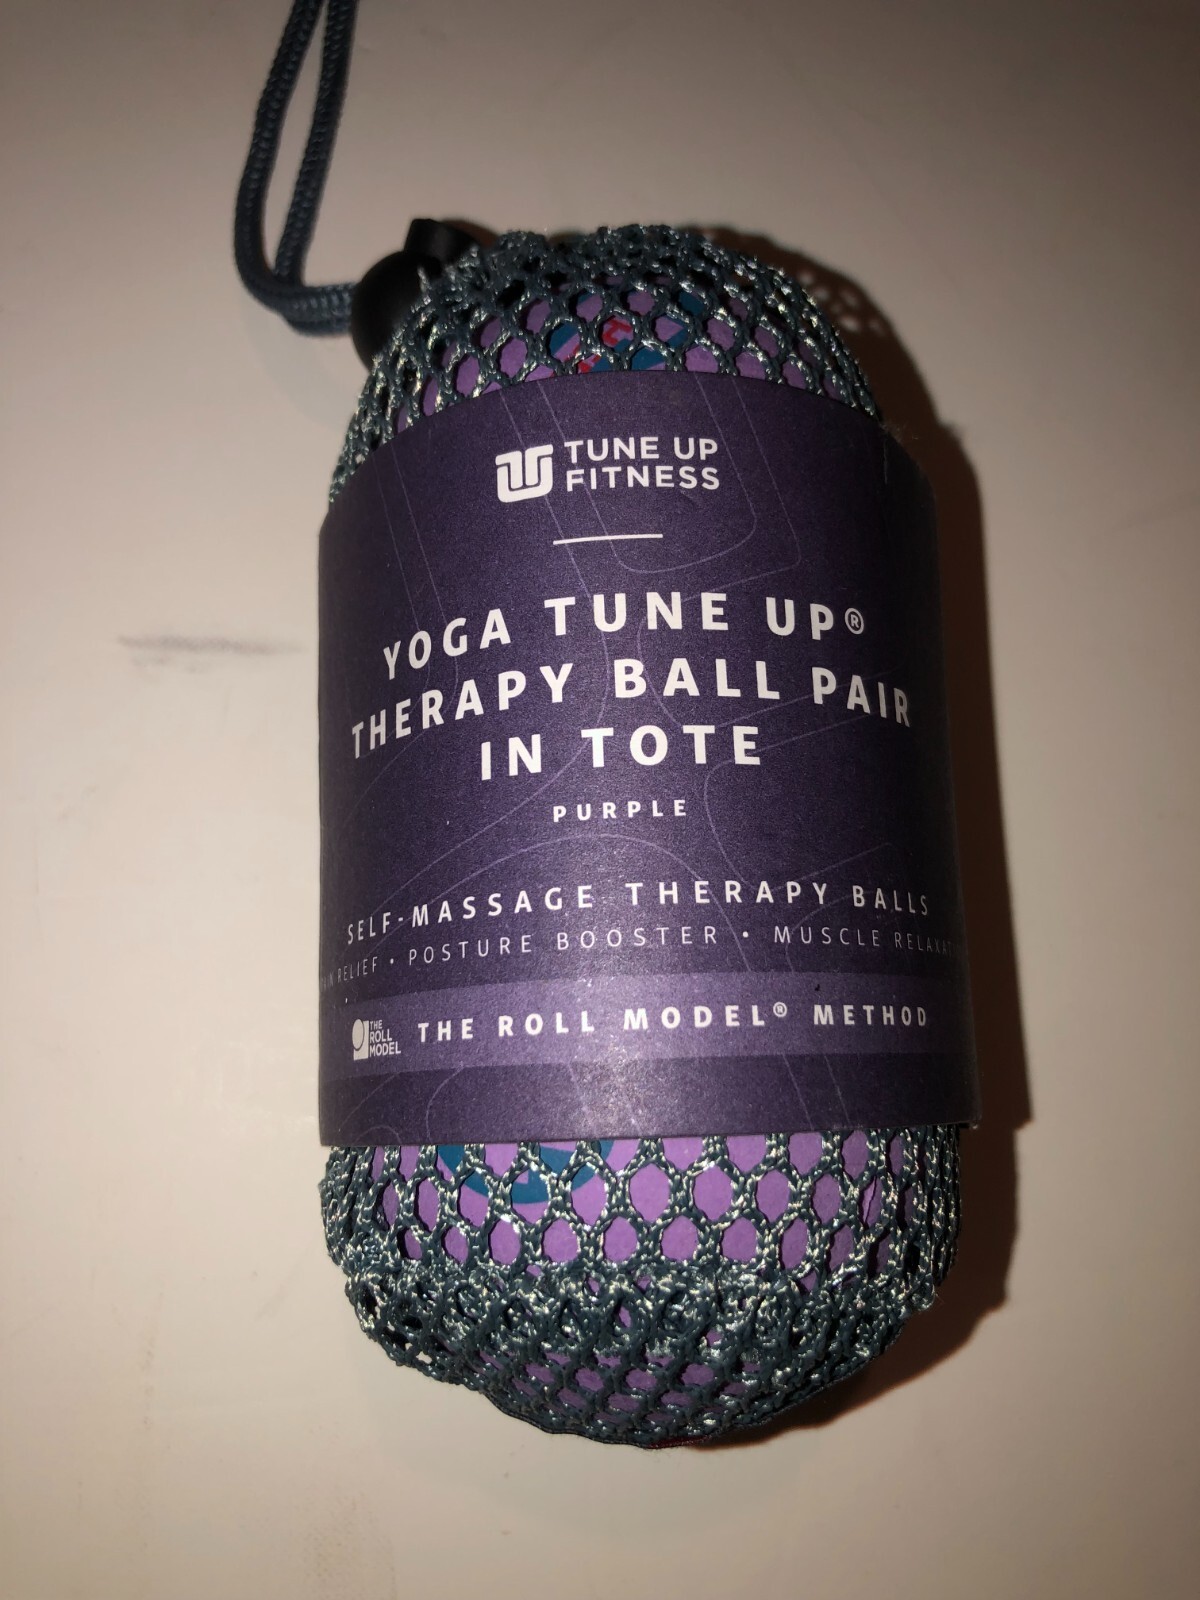 TUNE UP
FITNESS
YOGA TUNE UP®
THERAPY BALL PAIR
IN TOTE
PURPLE
SELF-MASSAGE THERAPY BALLS
RELIEF • POSTURE BOOSTER • MUSCLE
THE
ROLL
MODEL
THE ROLL MODEL® METHOD